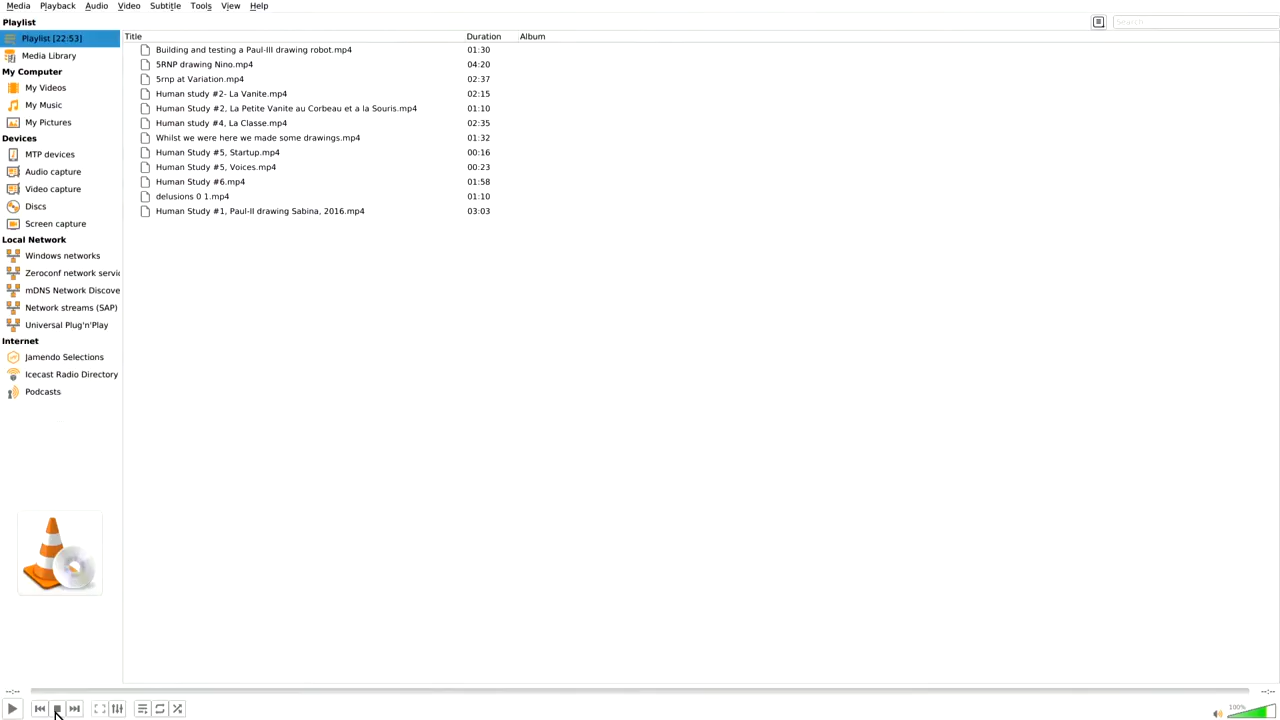 Media Playback Audio Video Subtitle Tools View Help
Playlist
Search
Playlist [22:53]
Media Library
My Computer
My Videos
My Music
My Pictures
Devices
MTP devices
Audio capture
Video capture
Discs
Screen capture
Local Network
Windows networks
Zeroconf network servic
mDNS Network Discove
Network streams (SAP)
Universal Plug'n'Play
Internet
Jamendo Selections
Icecast Radio Directory
Podcasts
Title Duration Album
Building and testing a Paul-III drawing robot.mp4 01:30
5RNP drawing Nino.mp4 04:20
5rnp at Variation.mp4 02:37
Human study #2- La Vanite.mp4 02:15
Human Study #2, La Petite Vanite au Corbeau et a la Souris.mp4 01:10
Human study #4, La Classe.mp4 02:35
Whilst we were here we made some drawings.mp4 01:32
Human Study #5, Startup.mp4 00:16
Human Study #5, Voices.mp4 00:23
Human Study #6.mp4 01:58
delusions 0 1.mp4 01:10
Human Study #1, Paul-II drawing Sabina, 2016.mp4 03:03
--:-- --:--
100%